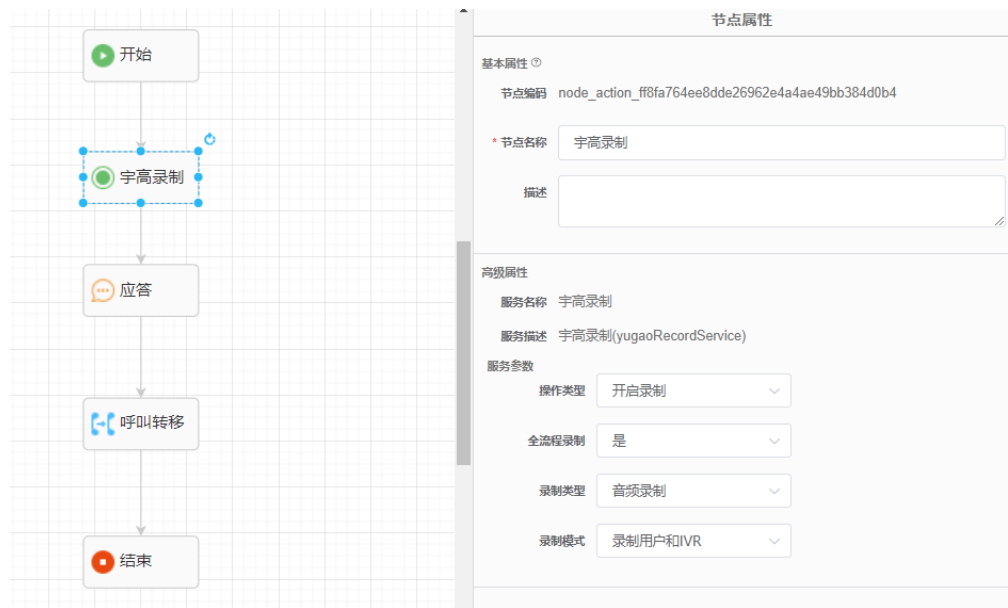 开始
宇高录制
应答
呼叫转移
结束
节点属性
基本属性
节点编码 node_action_ff8fa764ee8dde26962e4a4ae49bb384d0b4
* 节点名称 宇高录制
描述
高级属性
服务名称 宇高录制
服务描述 宇高录制(yugaoRecordService)
服务参数
操作类型 开启录制
全流程录制 是
录制类型 音频录制
录制模式 录制用户和IVR